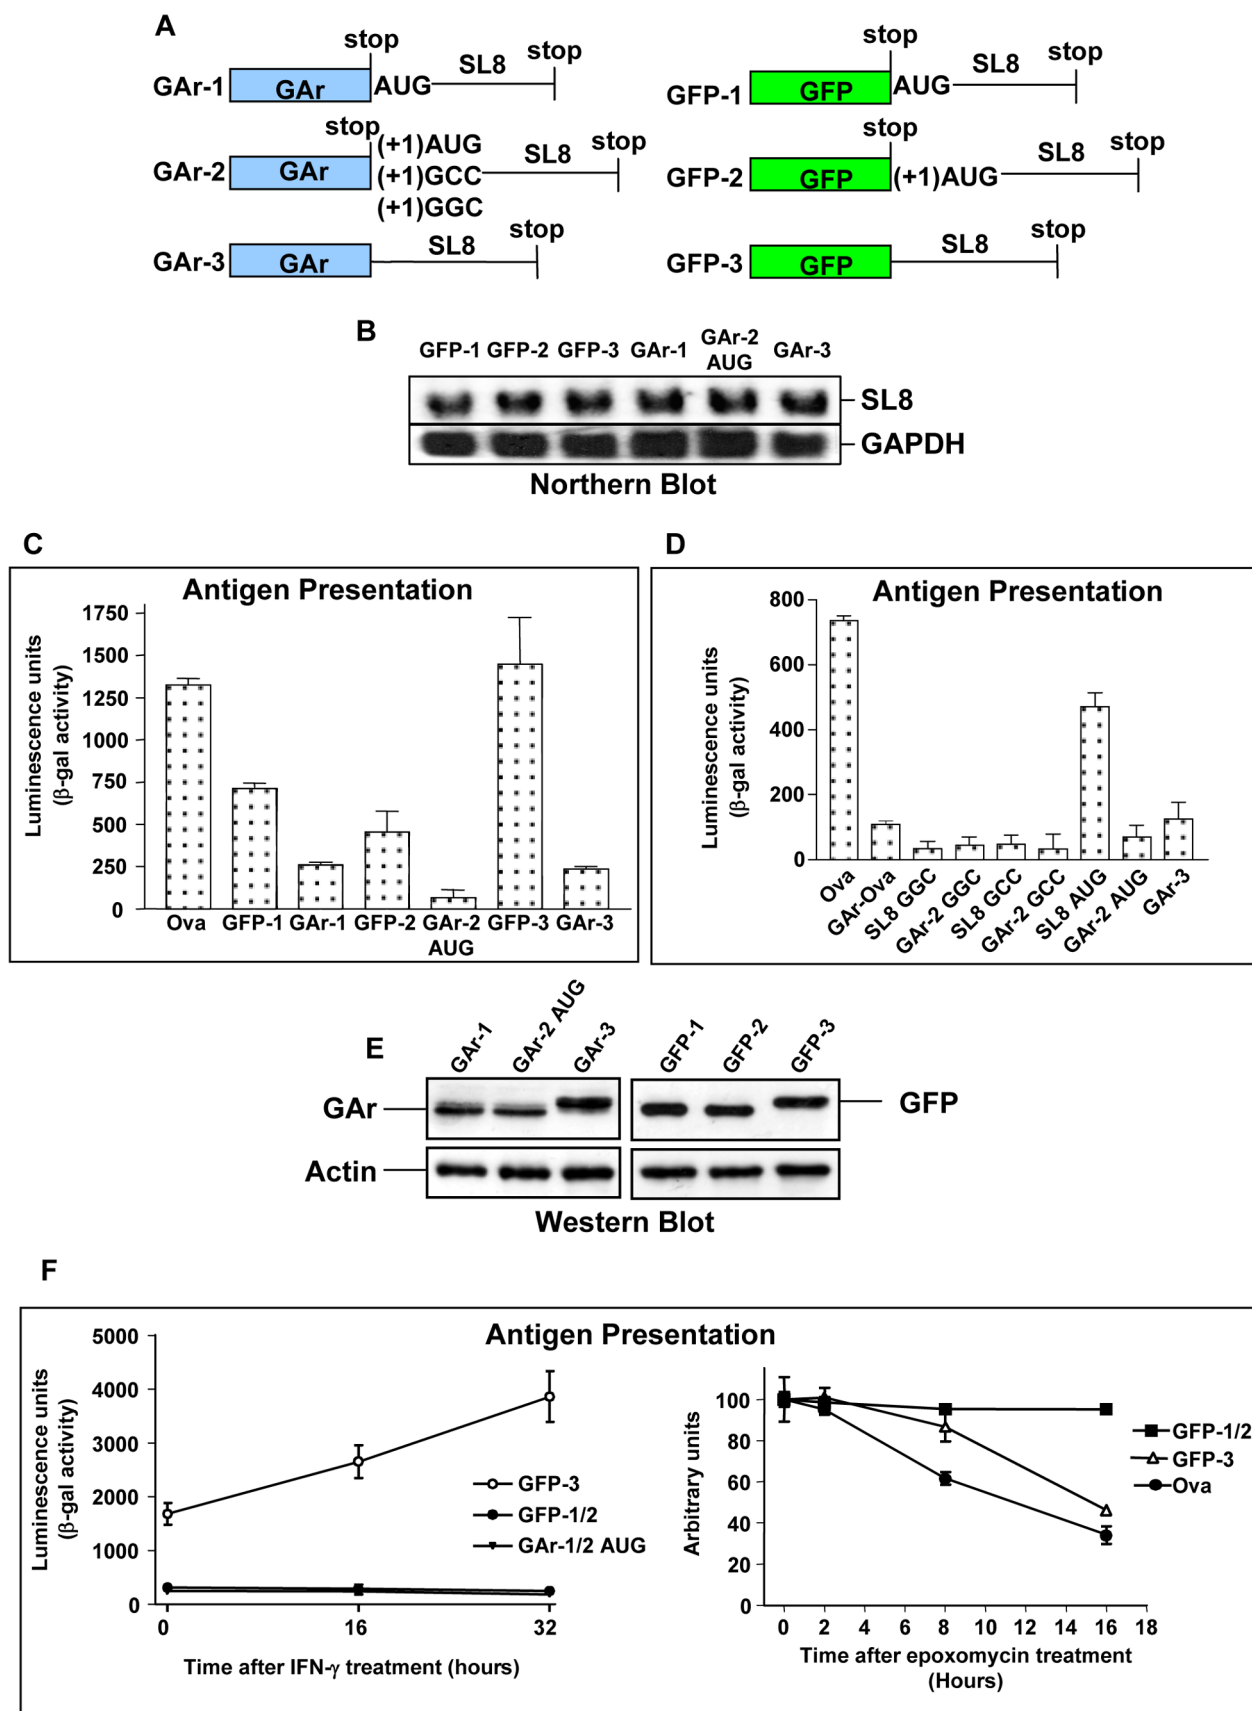 A
stop
SL8
stop
GAr-1
GAr
AUG
stop
SL8
stop
GFP-1
GFP
AUG
stop
(+1)AUG
SL8
stop
GAr-2
GAr
(+1)GCC
(+1)GGC
stop
SL8
stop
GFP-2
GFP
(+1)AUG
SL8
stop
GAr-3
GAr
SL8
stop
GFP-3
GFP
B
GFP-1 GFP-2 GFP-3 GAr-1 GAr-2 AUG GAr-3
SL8
GAPDH
Northern Blot
C
Antigen Presentation
Luminescence units
(β-gal activity)
1750
1500
1250
1000
750
500
250
0
Ova GFP-1 GAr-1 GFP-2 GAr-2 AUG GFP-3 GAr-3
D
Antigen Presentation
Luminescence units
(β-gal activity)
800
600
400
200
0
Ova
GAr-Ova
SL8 GGC
GAr-2 GGC
SL8 GCC
GAr-2 GCC
SL8 AUG
GAr-2 AUG
GAr-3
E
GAr-1
GAr-2 AUG
GAr-3
GFP-1
GFP-2
GFP-3
GAr
GFP
Actin
Western Blot
F
Antigen Presentation
Luminescence units
(β-gal activity)
5000
4000
3000
2000
1000
0
0 16 32
Time after IFN-γ treatment (hours)
GFP-3
GFP-1/2
GAr-1/2 AUG
Arbitrary units
100
80
60
40
20
0
0 2 4 6 8 10 12 14 16 18
Time after epoxomycin treatment
(Hours)
GFP-1/2
GFP-3
Ova